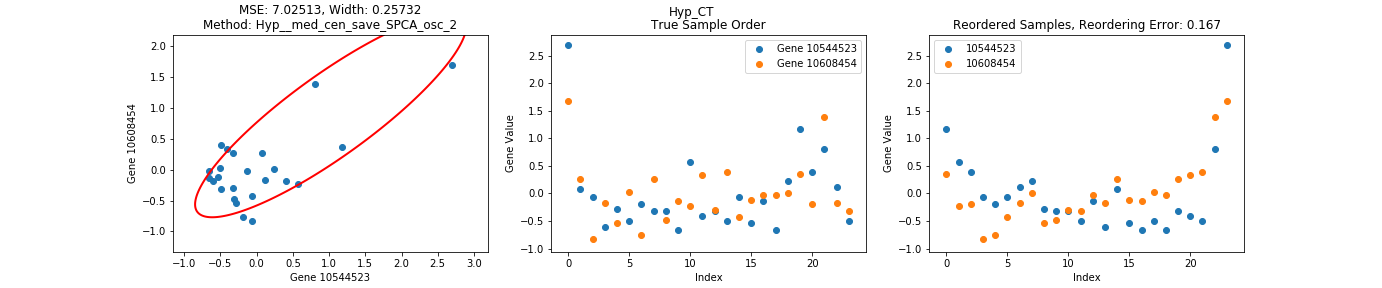 Hyp_CT
MSE: 7.02513, Width: 0.25732
Method: Hyp__med_cen_save_SPCA_osc_2
2.0
1.5
1.0
0.5
0.0
−0.5
−1.0
Gene 10608454
−1.0 −0.5 0.0 0.5 1.0 1.5 2.0 2.5 3.0
Gene 10544523
True Sample Order
Gene 10544523
Gene 10608454
2.5
2.0
1.5
1.0
0.5
0.0
−0.5
−1.0
Gene Value
0 5 10 15 20
Index
Reordered Samples, Reordering Error: 0.167
10544523
10608454
2.5
2.0
1.5
1.0
0.5
0.0
−0.5
−1.0
Gene Value
0 5 10 15 20
Index